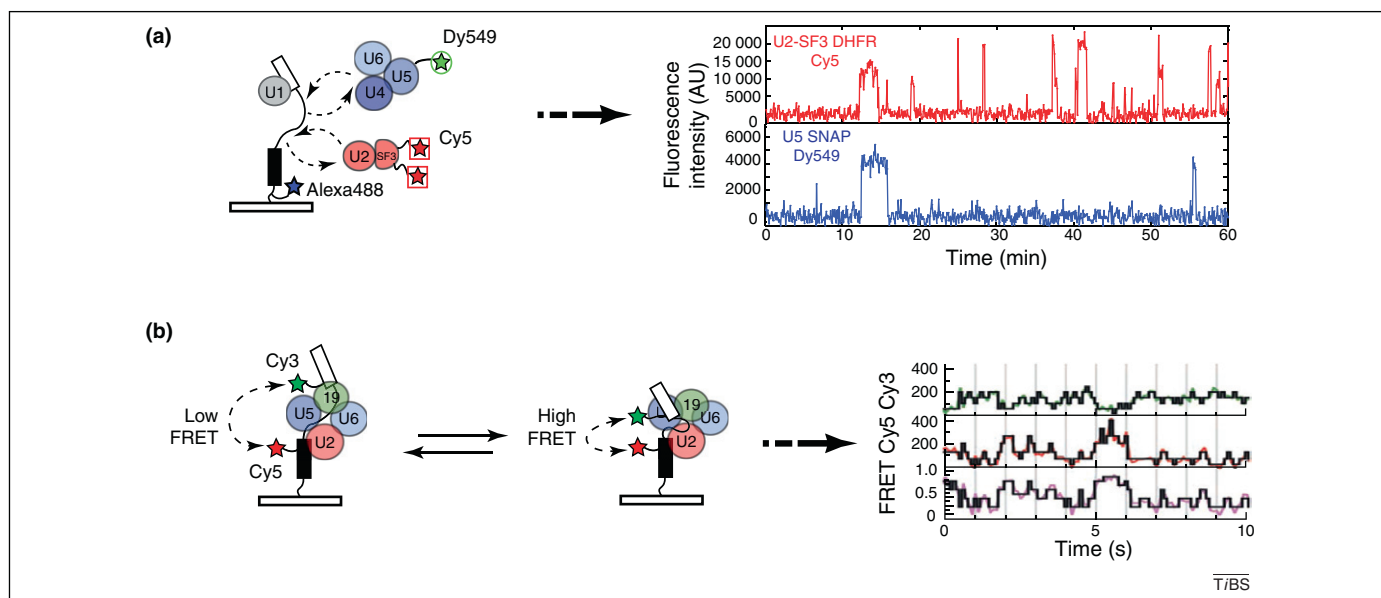 (a)
Dy549
U6
U5
U4
U1
Cy5
U2
SF3
Alexa488
Fluorescence
intensity (AU)
20 000
15 000
10 000
5000
0
U2-SF3 DHFR
Cy5
6000
4000
2000
0
U5 SNAP
Dy549
0 10 20 30 40 50 60
Time (min)
(b)
Cy3
19
U5
U6
U2
Low
FRET
Cy5
High
FRET
19
U6
U2
FRET Cy5 Cy3
400
200
400
200
1.0
0.5
0
0 5 10
Time (s)
TiBS